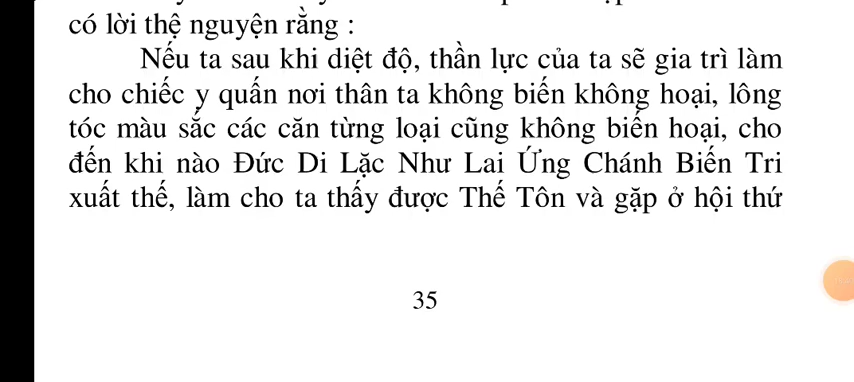 có lời thệ nguyện rằng :
Nếu ta sau khi diệt độ, thần lực của ta sẽ gia trì làm
cho chiếc y quấn nơi thân ta không biến không hoại, lông
tóc màu sắc các căn từng loại cũng không biến hoại, cho
đến khi nào Đức Di Lặc Như Lai Ứng Chánh Biến Tri
xuất thế, làm cho ta thấy được Thế Tôn và gặp ở hội thứ
35